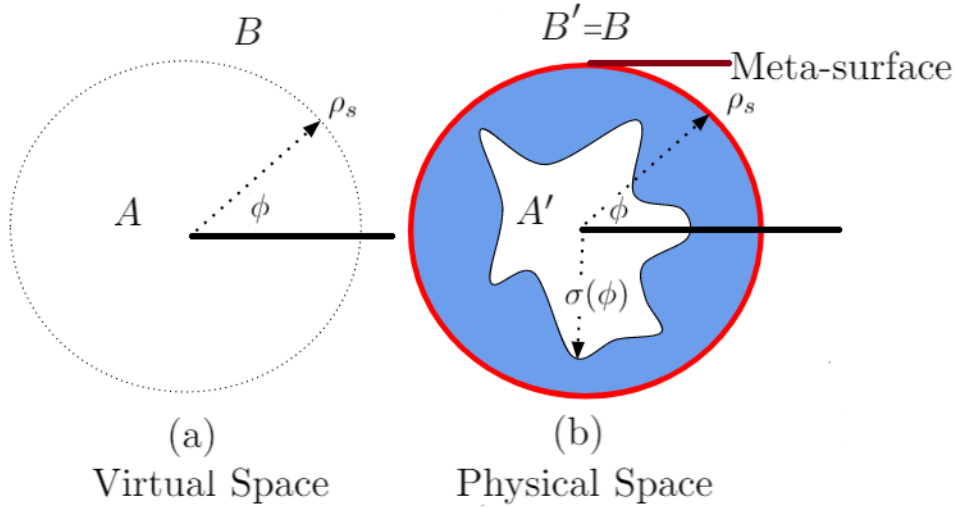 B
ρₛ
A
ϕ
(a)
Virtual Space
B′=B
Meta-surface
ρₛ
A′
ϕ
σ(ϕ)
(b)
Physical Space